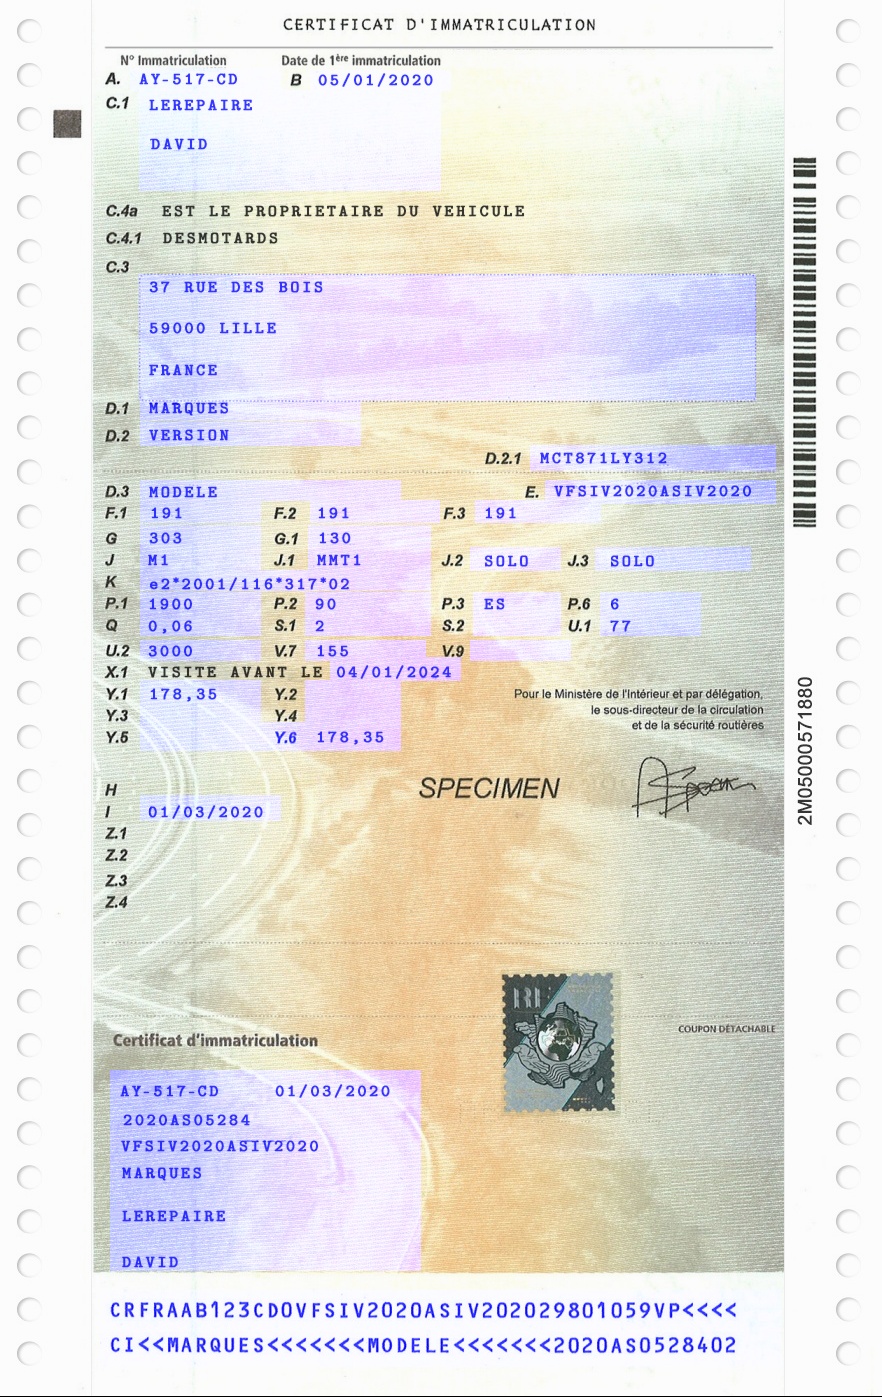 CERTIFICAT D'IMMATRICULATION
N° Immatriculation Date de 1ère immatriculation
A. AY-517-CD B 05/01/2020
C.1 LEREPAIRE
DAVID
C.4a EST LE PROPRIETAIRE DU VEHICULE
C.4.1 DESMOTARDS
C.3
37 RUE DES BOIS
59000 LILLE
FRANCE
D.1 MARQUES
D.2 VERSION
D.2.1 MCT871LY312
D.3 MODELE E. VFSIV2020ASIV2020
F.1 191 F.2 191 F.3 191
G 303 G.1 130
J M1 J.1 MMT1 J.2 SOLO J.3 SOLO
K e2*2001/116*317*02
P.1 1900 P.2 90 P.3 ES P.6 6
Q 0,06 S.1 2 S.2 U.1 77
U.2 3000 V.7 155 V.9
X.1 VISITE AVANT LE 04/01/2024
Y.1 178,35 Y.2
Y.3 Y.4
Y.5 Y.6 178,35
Pour le Ministère de l'Intérieur et par délégation,
le sous-directeur de la circulation
et de la sécurité routières
SPECIMEN
H
I 01/03/2020
Z.1
Z.2
Z.3
Z.4
2M05000571880
RF
COUPON DÉTACHABLE
Certificat d'immatriculation
AY-517-CD 01/03/2020
2020AS05284
VFSIV2020ASIV2020
MARQUES
LEREPAIRE
DAVID
CRFRAAB123CD0VFSIV2020ASIV202029801059VP<<<<
CI<<MARQUES<<<<<<<MODELE<<<<<<<2020AS0528402